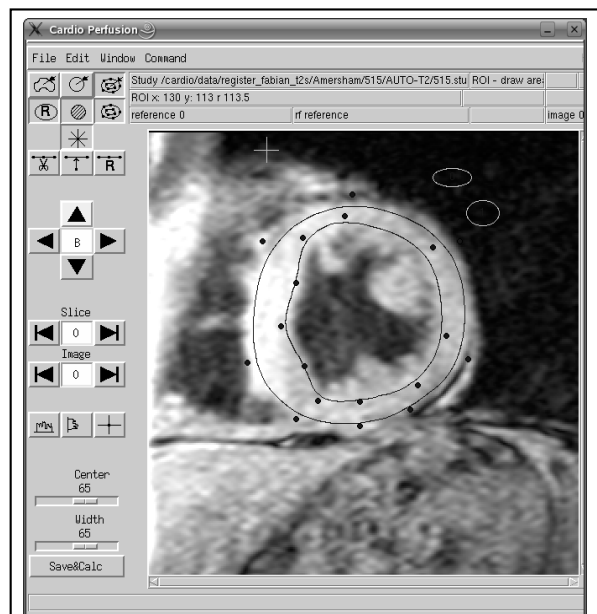 Cardio Perfusion
File Edit Window Command
Study /cardio/data/register_fabian_t2s/Amersham/515/AUTO-T2/515.stu ROI - draw area
ROI x: 130 y: 113 r 113.5
reference 0 rf reference image 0
R
R
B
Slice
0
Image
0
Center
65
Width
65
Save&Calc